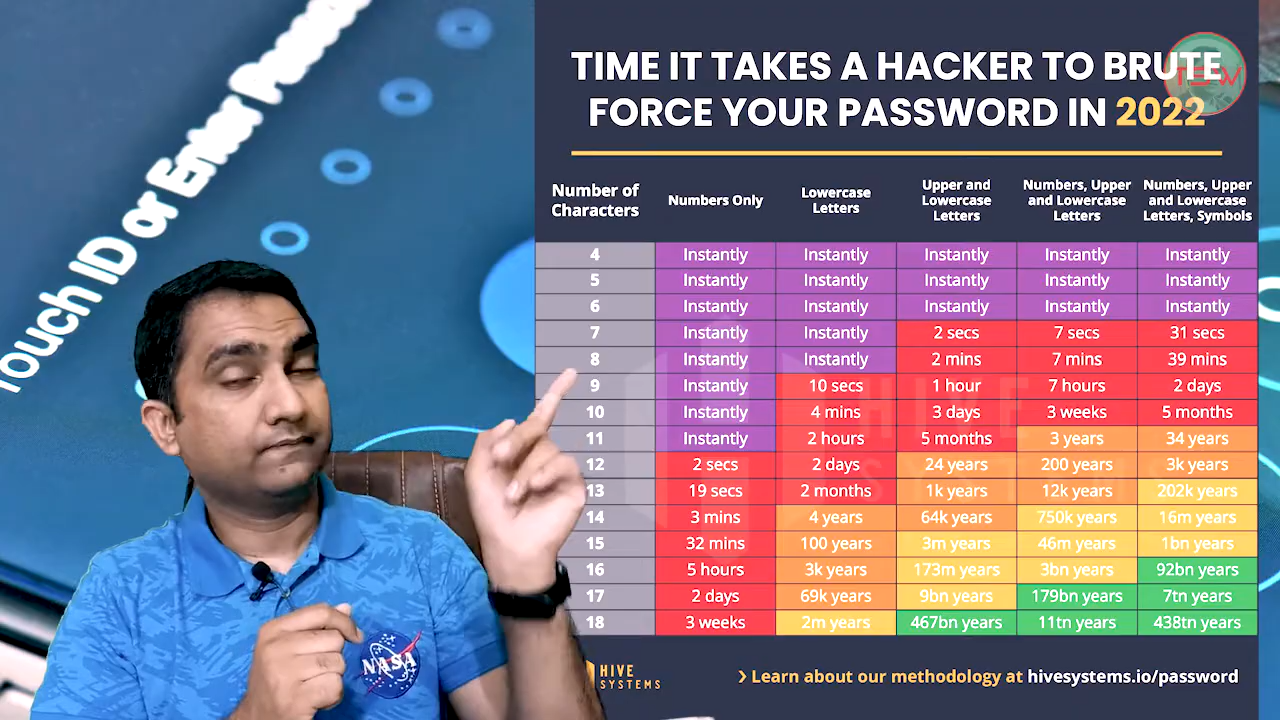 Touch ID or Enter
TIME IT TAKES A HACKER TO BRUTE
FORCE YOUR PASSWORD IN 2022
Number of Characters Numbers Only Lowercase Letters Upper and Lowercase Letters Numbers, Upper and Lowercase Letters Numbers, Upper and Lowercase Letters, Symbols
4 Instantly Instantly Instantly Instantly Instantly
5 Instantly Instantly Instantly Instantly Instantly
6 Instantly Instantly Instantly Instantly Instantly
7 Instantly Instantly 2 secs 7 secs 31 secs
8 Instantly Instantly 2 mins 7 mins 39 mins
9 Instantly 10 secs 1 hour 7 hours 2 days
10 Instantly 4 mins 3 days 3 weeks 5 months
11 Instantly 2 hours 5 months 3 years 34 years
12 2 secs 2 days 24 years 200 years 3k years
13 19 secs 2 months 1k years 12k years 202k years
14 3 mins 4 years 64k years 750k years 16m years
15 32 mins 100 years 3m years 46m years 1bn years
16 5 hours 3k years 173m years 3bn years 92bn years
17 2 days 69k years 9bn years 179bn years 7tn years
18 3 weeks 2m years 467bn years 11tn years 438tn years
NASA
HIVE
SYSTEMS
› Learn about our methodology at hivesystems.io/password